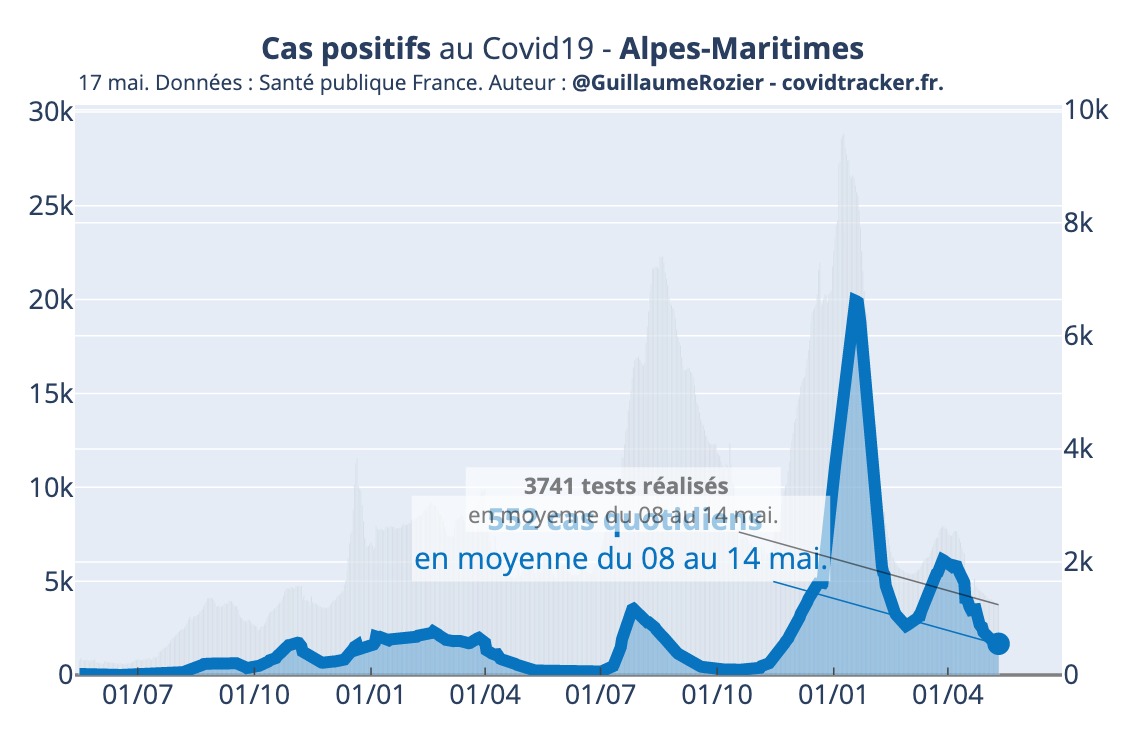 Cas positifs au Covid19 - Alpes-Maritimes
17 mai. Données : Santé publique France. Auteur : @GuillaumeRozier - covidtracker.fr.
30k
25k
20k
15k
10k
5k
0
10k
8k
6k
4k
2k
0
3741 tests réalisés
en moyenne du 08 au 14 mai.
552 cas quotidiens
en moyenne du 08 au 14 mai.
01/07 01/10 01/01 01/04 01/07 01/10 01/01 01/04